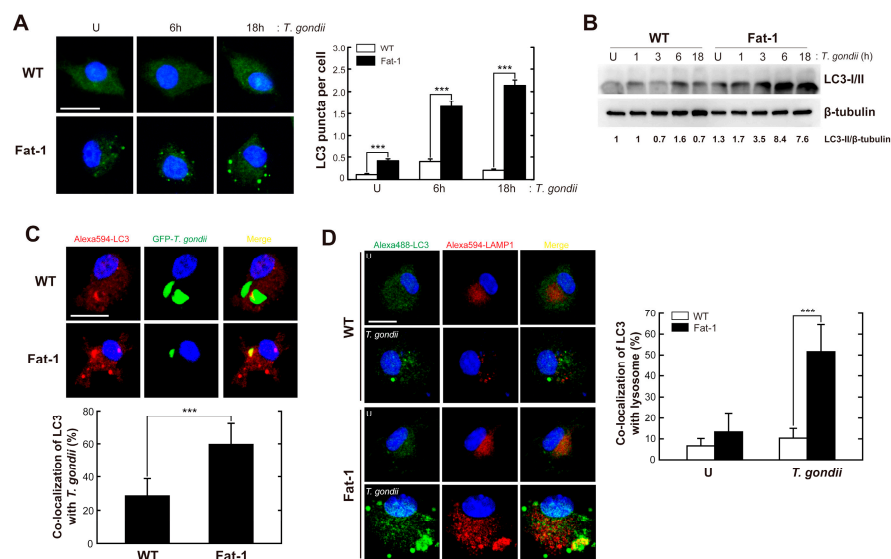 A
U 6h 18h : T. gondii
WT
Fat-1
LC3 puncta per cell
3.0
2.5
2.0
1.5
1.0
0.5
0
WT
Fat-1
***
***
***
U 6h 18h : T. gondii
B
WT Fat-1
U 1 3 6 18 U 1 3 6 18 : T. gondii (h)
LC3-I/II
β-tubulin
1 1 0.7 1.6 0.7 1.3 1.7 3.5 8.4 7.6 LC3-II/β-tubulin
C
Alexa594-LC3 GFP-T. gondii Merge
WT
Fat-1
Co-localization of LC3
with T. gondii (%)
80
60
40
20
0
***
WT Fat-1
D
Alexa488-LC3 Alexa594-LAMP1 Merge
WT
U
T. gondii
Fat-1
U
T. gondii
Co-localization of LC3
with lysosome (%)
70
60
50
40
30
20
10
0
WT
Fat-1
***
U T. gondii